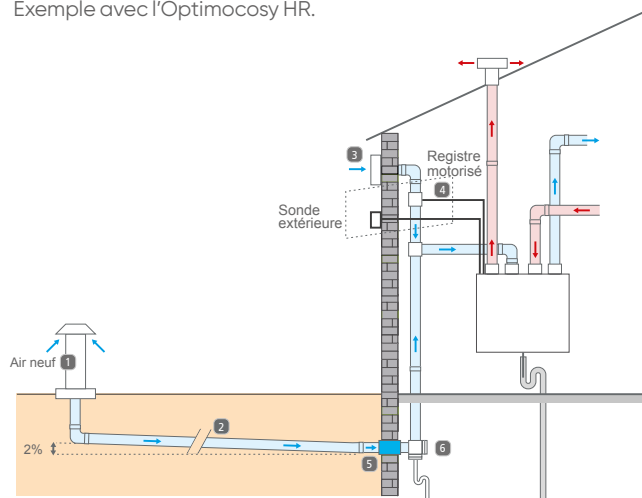 Exemple avec l'Optimocosy HR.
3
Registre
motorisé
4
Sonde
extérieure
Air neuf 1
2
2%
5
6